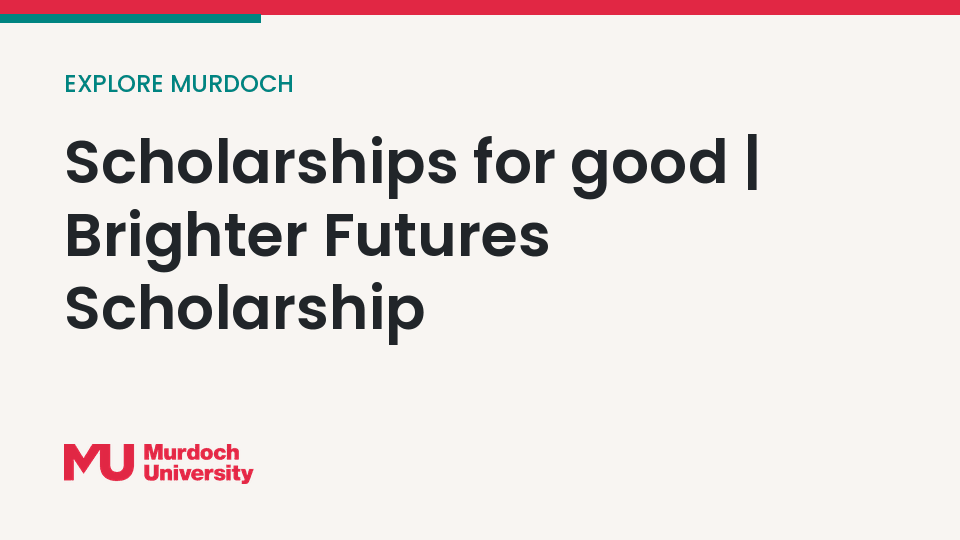 EXPLORE MURDOCH
Scholarships for good |
Brighter Futures
Scholarship
MU Murdoch
University